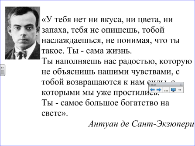 «У тебя нет ни вкуса, ни цвета, ни
запаха, тебя не опишешь, тобой
наслаждаешься, не понимая, что ты
такое. Ты - сама жизнь.
Ты наполняешь нас радостью, которую
не объяснишь нашими чувствами, с
тобой возвращаются к нам силы, с
которыми мы уже простились.
Ты - самое большое богатство на
свете».
Антуан де Сант-Экзюпери